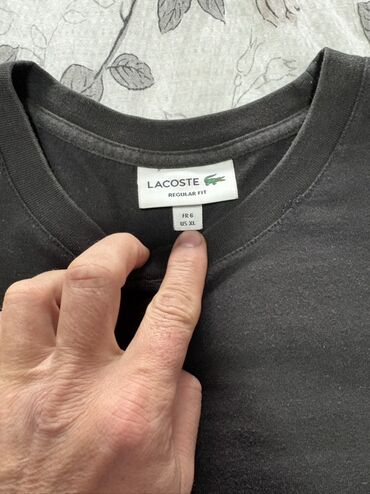 LACOSTE
REGULAR FIT
FR 6
US XL